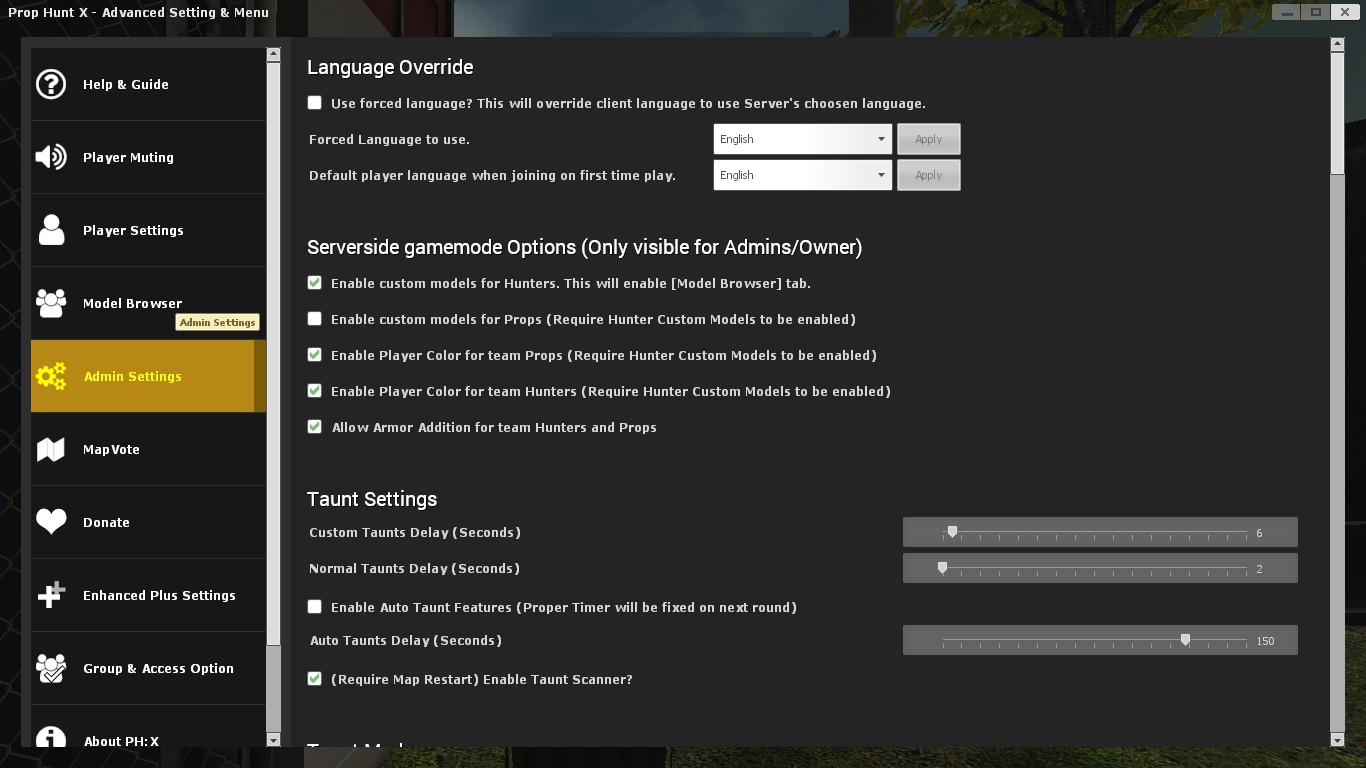 Prop Hunt X - Advanced Setting & Menu
Help & Guide
Player Muting
Player Settings
Model Browser
Admin Settings
Admin Settings
MapVote
Donate
Enhanced Plus Settings
Group & Access Option
About PH:X
Language Override
Use forced language? This will override client language to use Server's choosen language.
Forced Language to use. English Apply
Default player language when joining on first time play. English Apply
Serverside gamemode Options (Only visible for Admins/Owner)
Enable custom models for Hunters. This will enable [Model Browser] tab.
Enable custom models for Props (Require Hunter Custom Models to be enabled)
Enable Player Color for team Props (Require Hunter Custom Models to be enabled)
Enable Player Color for team Hunters (Require Hunter Custom Models to be enabled)
Allow Armor Addition for team Hunters and Props
Taunt Settings
Custom Taunts Delay (Seconds) 6
Normal Taunts Delay (Seconds) 2
Enable Auto Taunt Features (Proper Timer will be fixed on next round)
Auto Taunts Delay (Seconds) 150
(Require Map Restart) Enable Taunt Scanner?